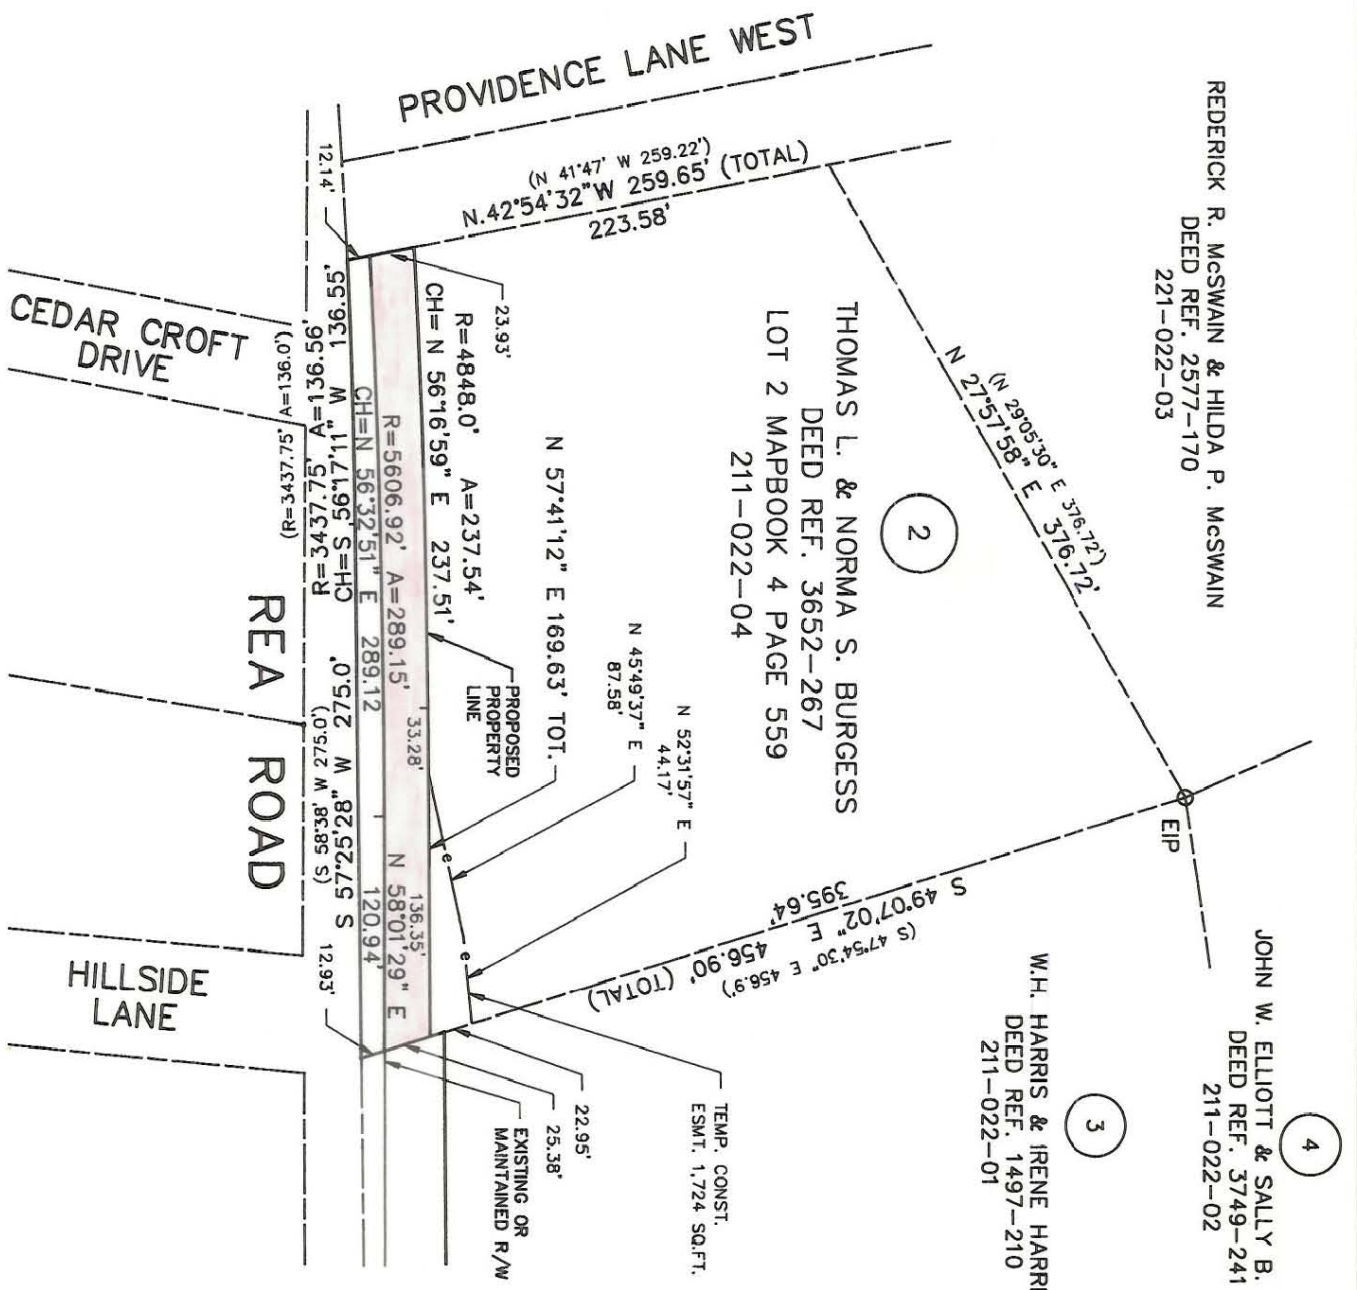 REDERICK R. McSWAIN & HILDA P. McSWAIN
DEED REF. 2577-170
221-022-03
JOHN W. ELLIOTT & SALLY B.
DEED REF. 3749-241
211-022-02
4
W.H. HARRIS & IRENE HARRI
DEED REF. 1497-210
211-022-01
3
EIP
(N 29°05'30" E 376.72')
N 27°57'58" E 376.72'
PROVIDENCE LANE WEST
(N 41°47' W 259.22')
N.42°54'32"W 259.65' (TOTAL)
223.58'
2
THOMAS L. & NORMA S. BURGESS
DEED REF. 3652-267
LOT 2 MAPBOOK 4 PAGE 559
211-022-04
S 49°07'02" E 456.90' (TOTAL)
395.64'
(S 47°54'30" E 456.9')
N 52°31'57" E
44.17'
N 45°49'37" E
87.58'
N 57°41'12" E 169.63' TOT.
TEMP. CONST.
ESMT. 1,724 SQ.FT.
23.93'
R=4848.0' A=237.54'
CH= N 56°16'59" E 237.51'
PROPOSED
PROPERTY
LINE
e
e
22.95'
25.38'
EXISTING OR
MAINTAINED R/W
33.28'
136.35'
R=5606.92' A=289.15'
N 58°01'29" E
CH=N 56°32'51" E 289.12
120.94'
12.14'
12.93'
CH= S 56°17'11" W 136.55'
R=3437.75' A=136.56'
(R=3437.75' A=136.0')
S 57°25'28" W 275.0'
(S 58°38' W 275.0')
REA ROAD
CEDAR CROFT
DRIVE
HILLSIDE
LANE